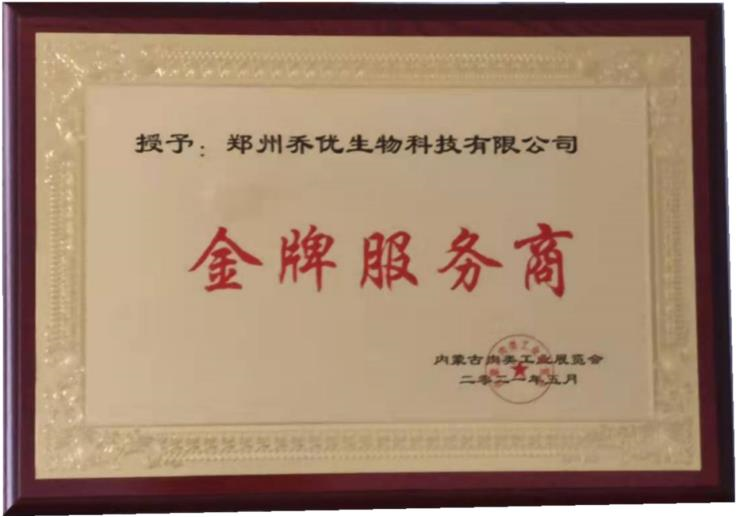 授予：郑州乔优生物科技有限公司
金牌服务商
内蒙古肉类工业展览会
二零二一年五月